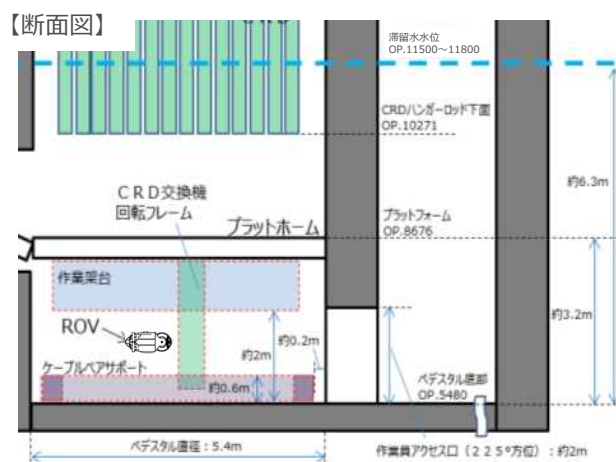 【断面図】
滞留水水位
OP.11500～11800
CRDハンガーロッド下面
OP.10271
約6.3m
CRD交換機
回転フレーム
プラットホーム
プラットフォーム
OP.8676
作業架台
ROV
約0.2m
約2m
約3.2m
ケーブルベアサポート
約0.6m
ペデスタル底部
OP.5480
ペデスタル直径：5.4m
作業員アクセス口（２２５°方位）：約2m